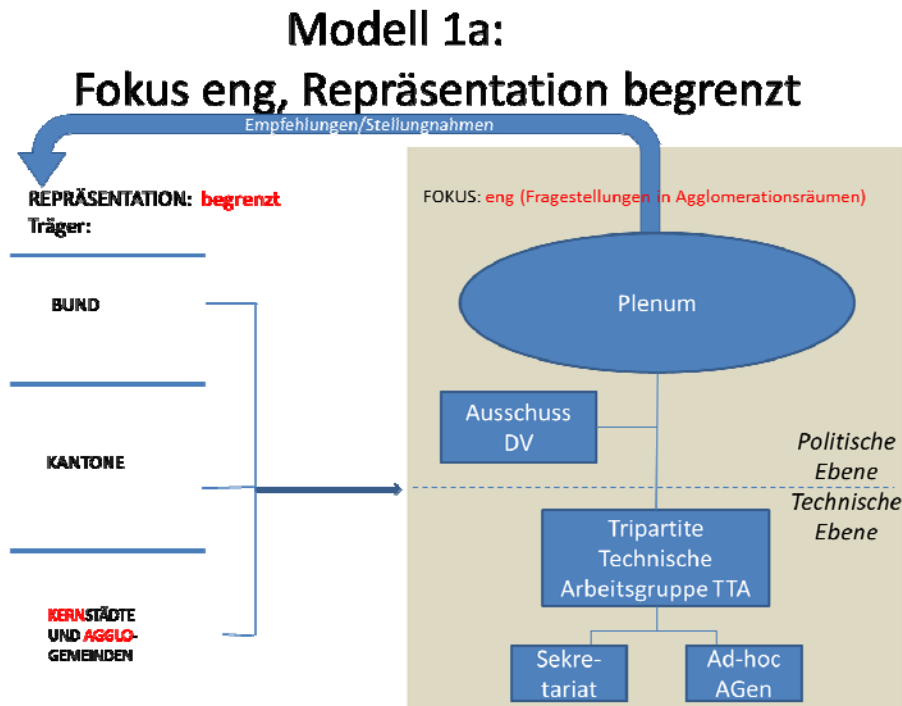 Modell 1a:
Fokus eng, Repräsentation begrenzt
Empfehlungen/Stellungnahmen
REPRÄSENTATION: begrenzt
Träger:
BUND
KANTONE
KERNSTÄDTE
UND AGGLO-
GEMEINDEN
FOKUS: eng (Fragestellungen in Agglomerationsräumen)
Plenum
Ausschuss
DV
Politische
Ebene
Technische
Ebene
Tripartite
Technische
Arbeitsgruppe TTA
Sekre-
tariat
Ad-hoc
AGen